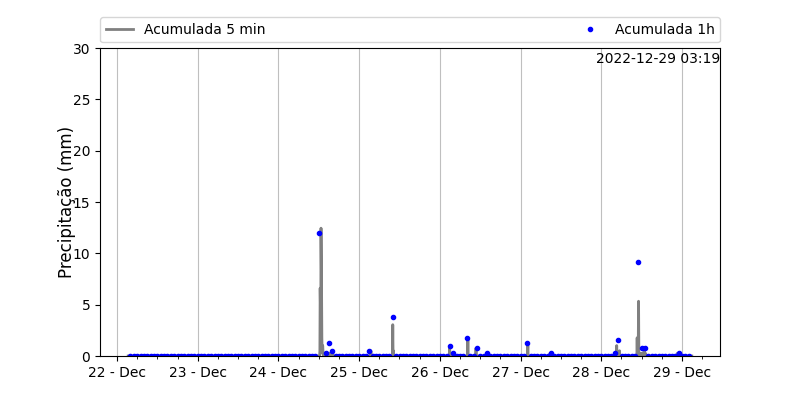 Acumulada 5 min
Acumulada 1h
2022-12-29 03:19
Precipitação (mm)
30
25
20
15
10
5
0
22 - Dec
23 - Dec
24 - Dec
25 - Dec
26 - Dec
27 - Dec
28 - Dec
29 - Dec